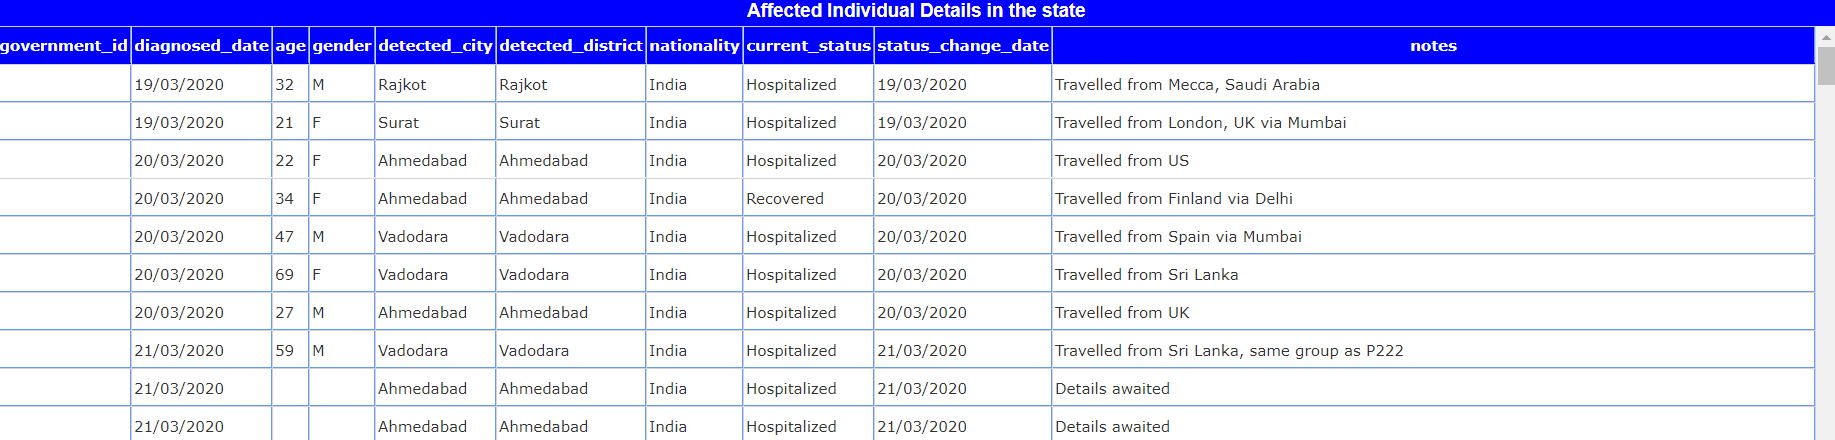 Affected Individual Details in the state
government_id diagnosed_date age gender detected_city detected_district nationality current_status status_change_date notes
19/03/2020 32 M Rajkot Rajkot India Hospitalized 19/03/2020 Travelled from Mecca, Saudi Arabia
19/03/2020 21 F Surat Surat India Hospitalized 19/03/2020 Travelled from London, UK via Mumbai
20/03/2020 22 F Ahmedabad Ahmedabad India Hospitalized 20/03/2020 Travelled from US
20/03/2020 34 F Ahmedabad Ahmedabad India Recovered 20/03/2020 Travelled from Finland via Delhi
20/03/2020 47 M Vadodara Vadodara India Hospitalized 20/03/2020 Travelled from Spain via Mumbai
20/03/2020 69 F Vadodara Vadodara India Hospitalized 20/03/2020 Travelled from Sri Lanka
20/03/2020 27 M Ahmedabad Ahmedabad India Hospitalized 20/03/2020 Travelled from UK
21/03/2020 59 M Vadodara Vadodara India Hospitalized 21/03/2020 Travelled from Sri Lanka, same group as P222
21/03/2020 Ahmedabad Ahmedabad India Hospitalized 21/03/2020 Details awaited
21/03/2020 Ahmedabad Ahmedabad India Hospitalized 21/03/2020 Details awaited